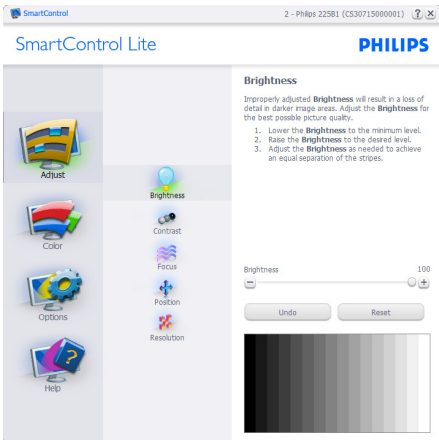 SmartControl
2 - Philips 225B1 (CS30715000001)
SmartControl Lite
PHILIPS
Adjust
Color
Options
Help
Brightness
Contrast
Focus
Position
Resolution
Brightness
Improperly adjusted Brightness will result in a loss of
detail in darker image areas. Adjust the Brightness for
the best possible picture quality.
1. Lower the Brightness to the minimum level.
2. Raise the Brightness to the desired level.
3. Adjust the Brightness as needed to achieve
an equal separation of the stripes.
Brightness 100
Undo Reset